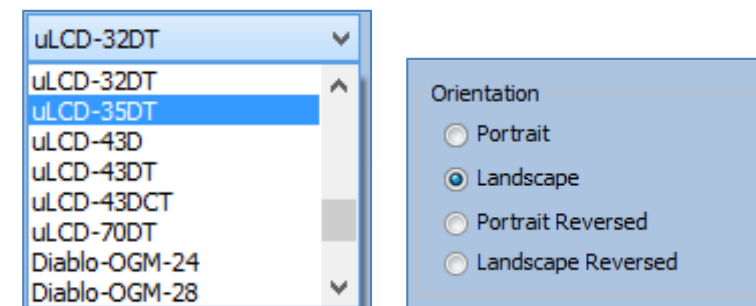 uLCD-32DT
uLCD-32DT
uLCD-35DT
uLCD-43D
uLCD-43DT
uLCD-43DCT
uLCD-70DT
Diablo-OGM-24
Diablo-OGM-28
Orientation
Portrait
Landscape
Portrait Reversed
Landscape Reversed